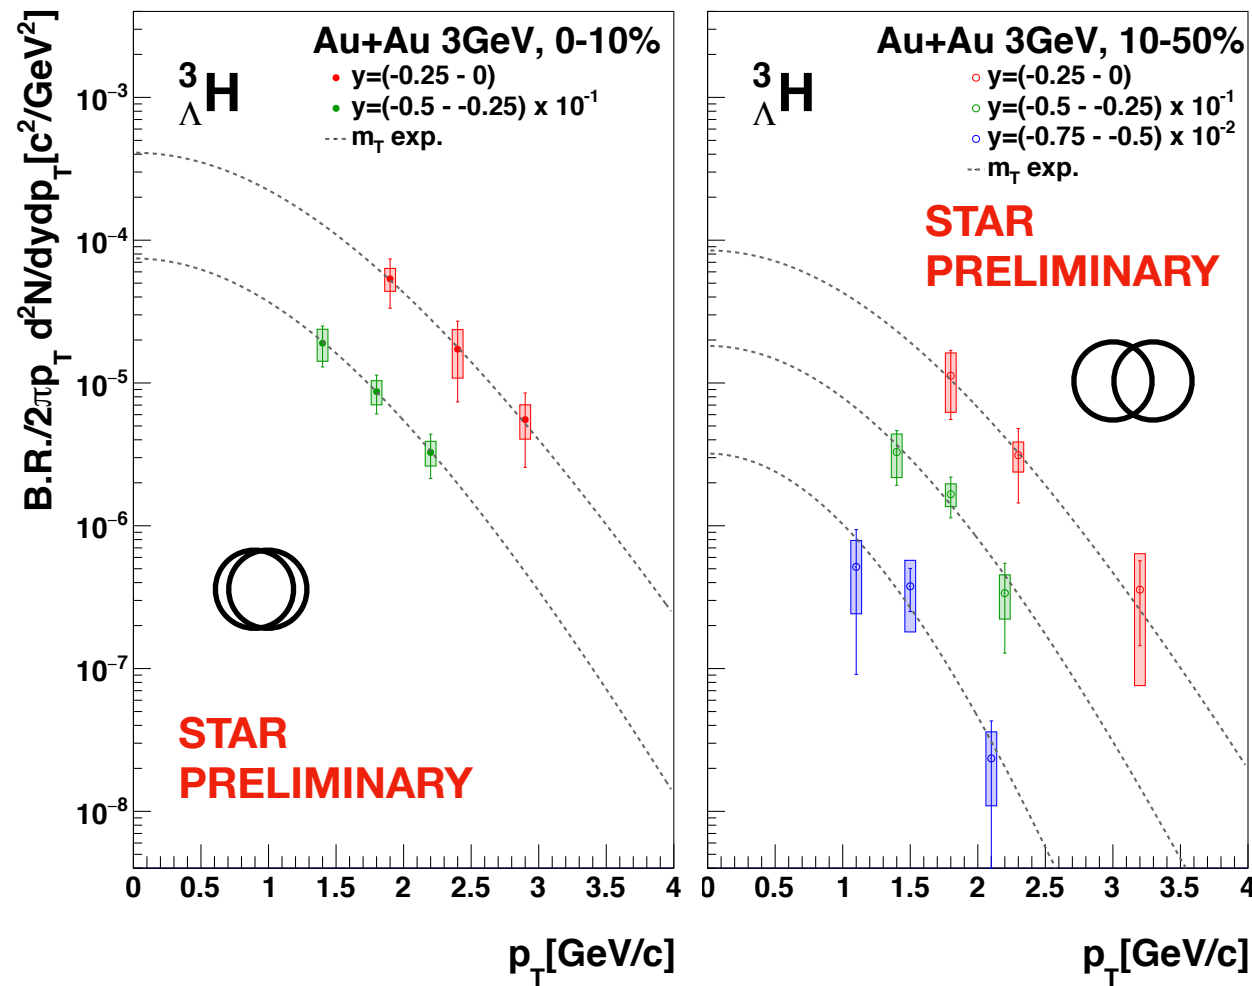 B.R./2πp_T d²N/dydp_T[c²/GeV²]
10⁻³
10⁻⁴
10⁻⁵
10⁻⁶
10⁻⁷
10⁻⁸
Au+Au 3GeV, 0-10%
³_ΛH
y=(-0.25 - 0)
y=(-0.5 - -0.25) x 10⁻¹
m_T exp.
STAR
PRELIMINARY
0 0.5 1 1.5 2 2.5 3 3.5 4
p_T[GeV/c]
Au+Au 3GeV, 10-50%
³_ΛH
y=(-0.25 - 0)
y=(-0.5 - -0.25) x 10⁻¹
y=(-0.75 - -0.5) x 10⁻²
m_T exp.
STAR
PRELIMINARY
0 0.5 1 1.5 2 2.5 3 3.5 4
p_T[GeV/c]